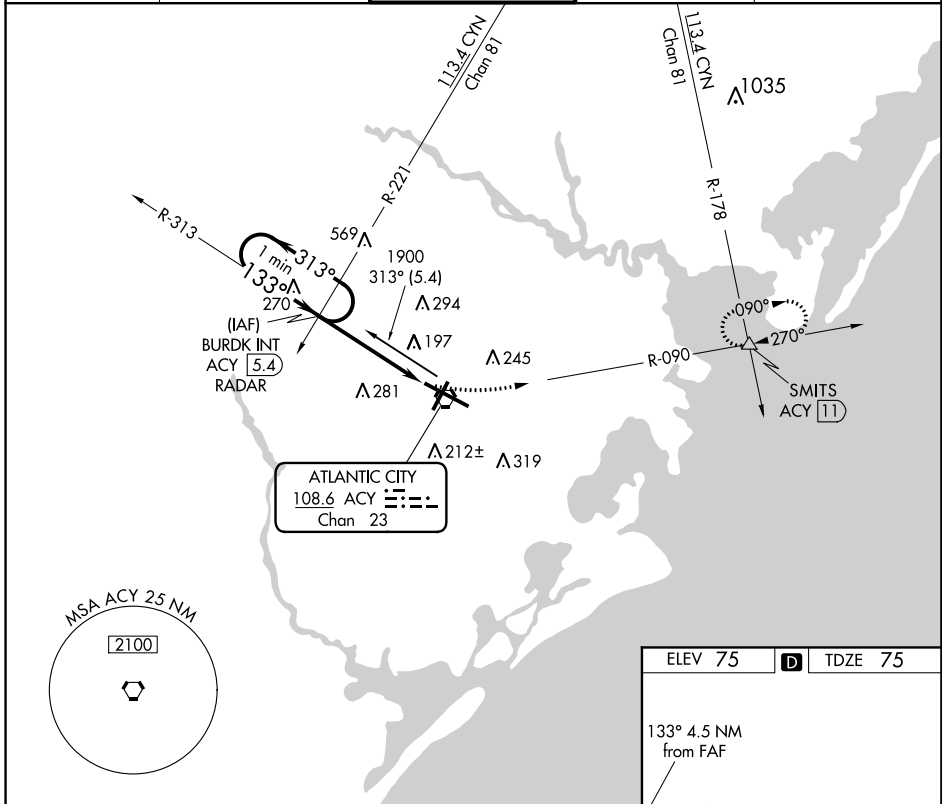 113.4 CYN
Chan 81
R-221
113.4 CYN
Chan 81
R-178
1035
R-313
569
1 min
313°
133°
270
1900
313° (5.4)
294
197
245
281
212±
319
(IAF)
BURDK INT
ACY 5.4
RADAR
090°
270°
R-090
SMITS
ACY 11
ATLANTIC CITY
108.6 ACY
Chan 23
MSA ACY 25 NM
2100
ELEV 75 D TDZE 75
133° 4.5 NM
from FAF